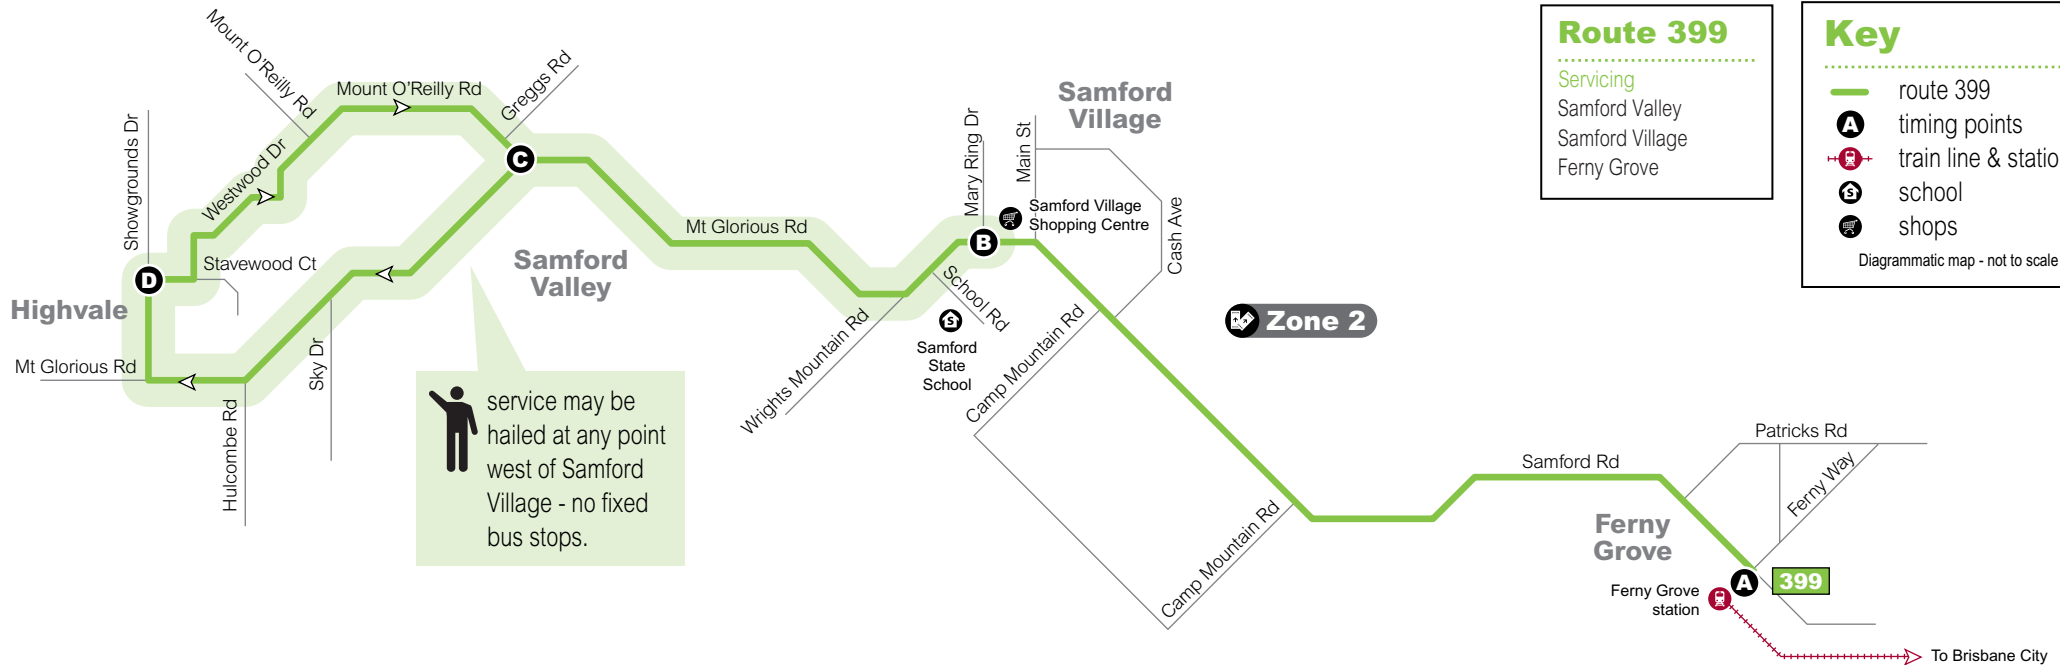 Route 399
Servicing
Samford Valley
Samford Village
Ferny Grove
Key
route 399
A
timing points
train line & statio
school
shops
Diagrammatic map - not to scale
Mount O'Reilly Rd
Mount O'Reilly Rd
Greggs Rd
Showgrounds Dr
Westwood Dr
C
D
Stavewood Ct
Highvale
Samford
Valley
Mt Glorious Rd
Mt Glorious Rd
Hulcombe Rd
Sky Dr
service may be
hailed at any point
west of Samford
Village - no fixed
bus stops.
Samford
Village
Mary Ring Dr
Main St
Samford Village
Shopping Centre
Cash Ave
B
School Rd
Wrights Mountain Rd
Samford
State
School
Camp Mountain Rd
Zone 2
Camp Mountain Rd
Samford Rd
Patricks Rd
Ferny Way
Ferny
Grove
A
399
Ferny Grove
station
To Brisbane City